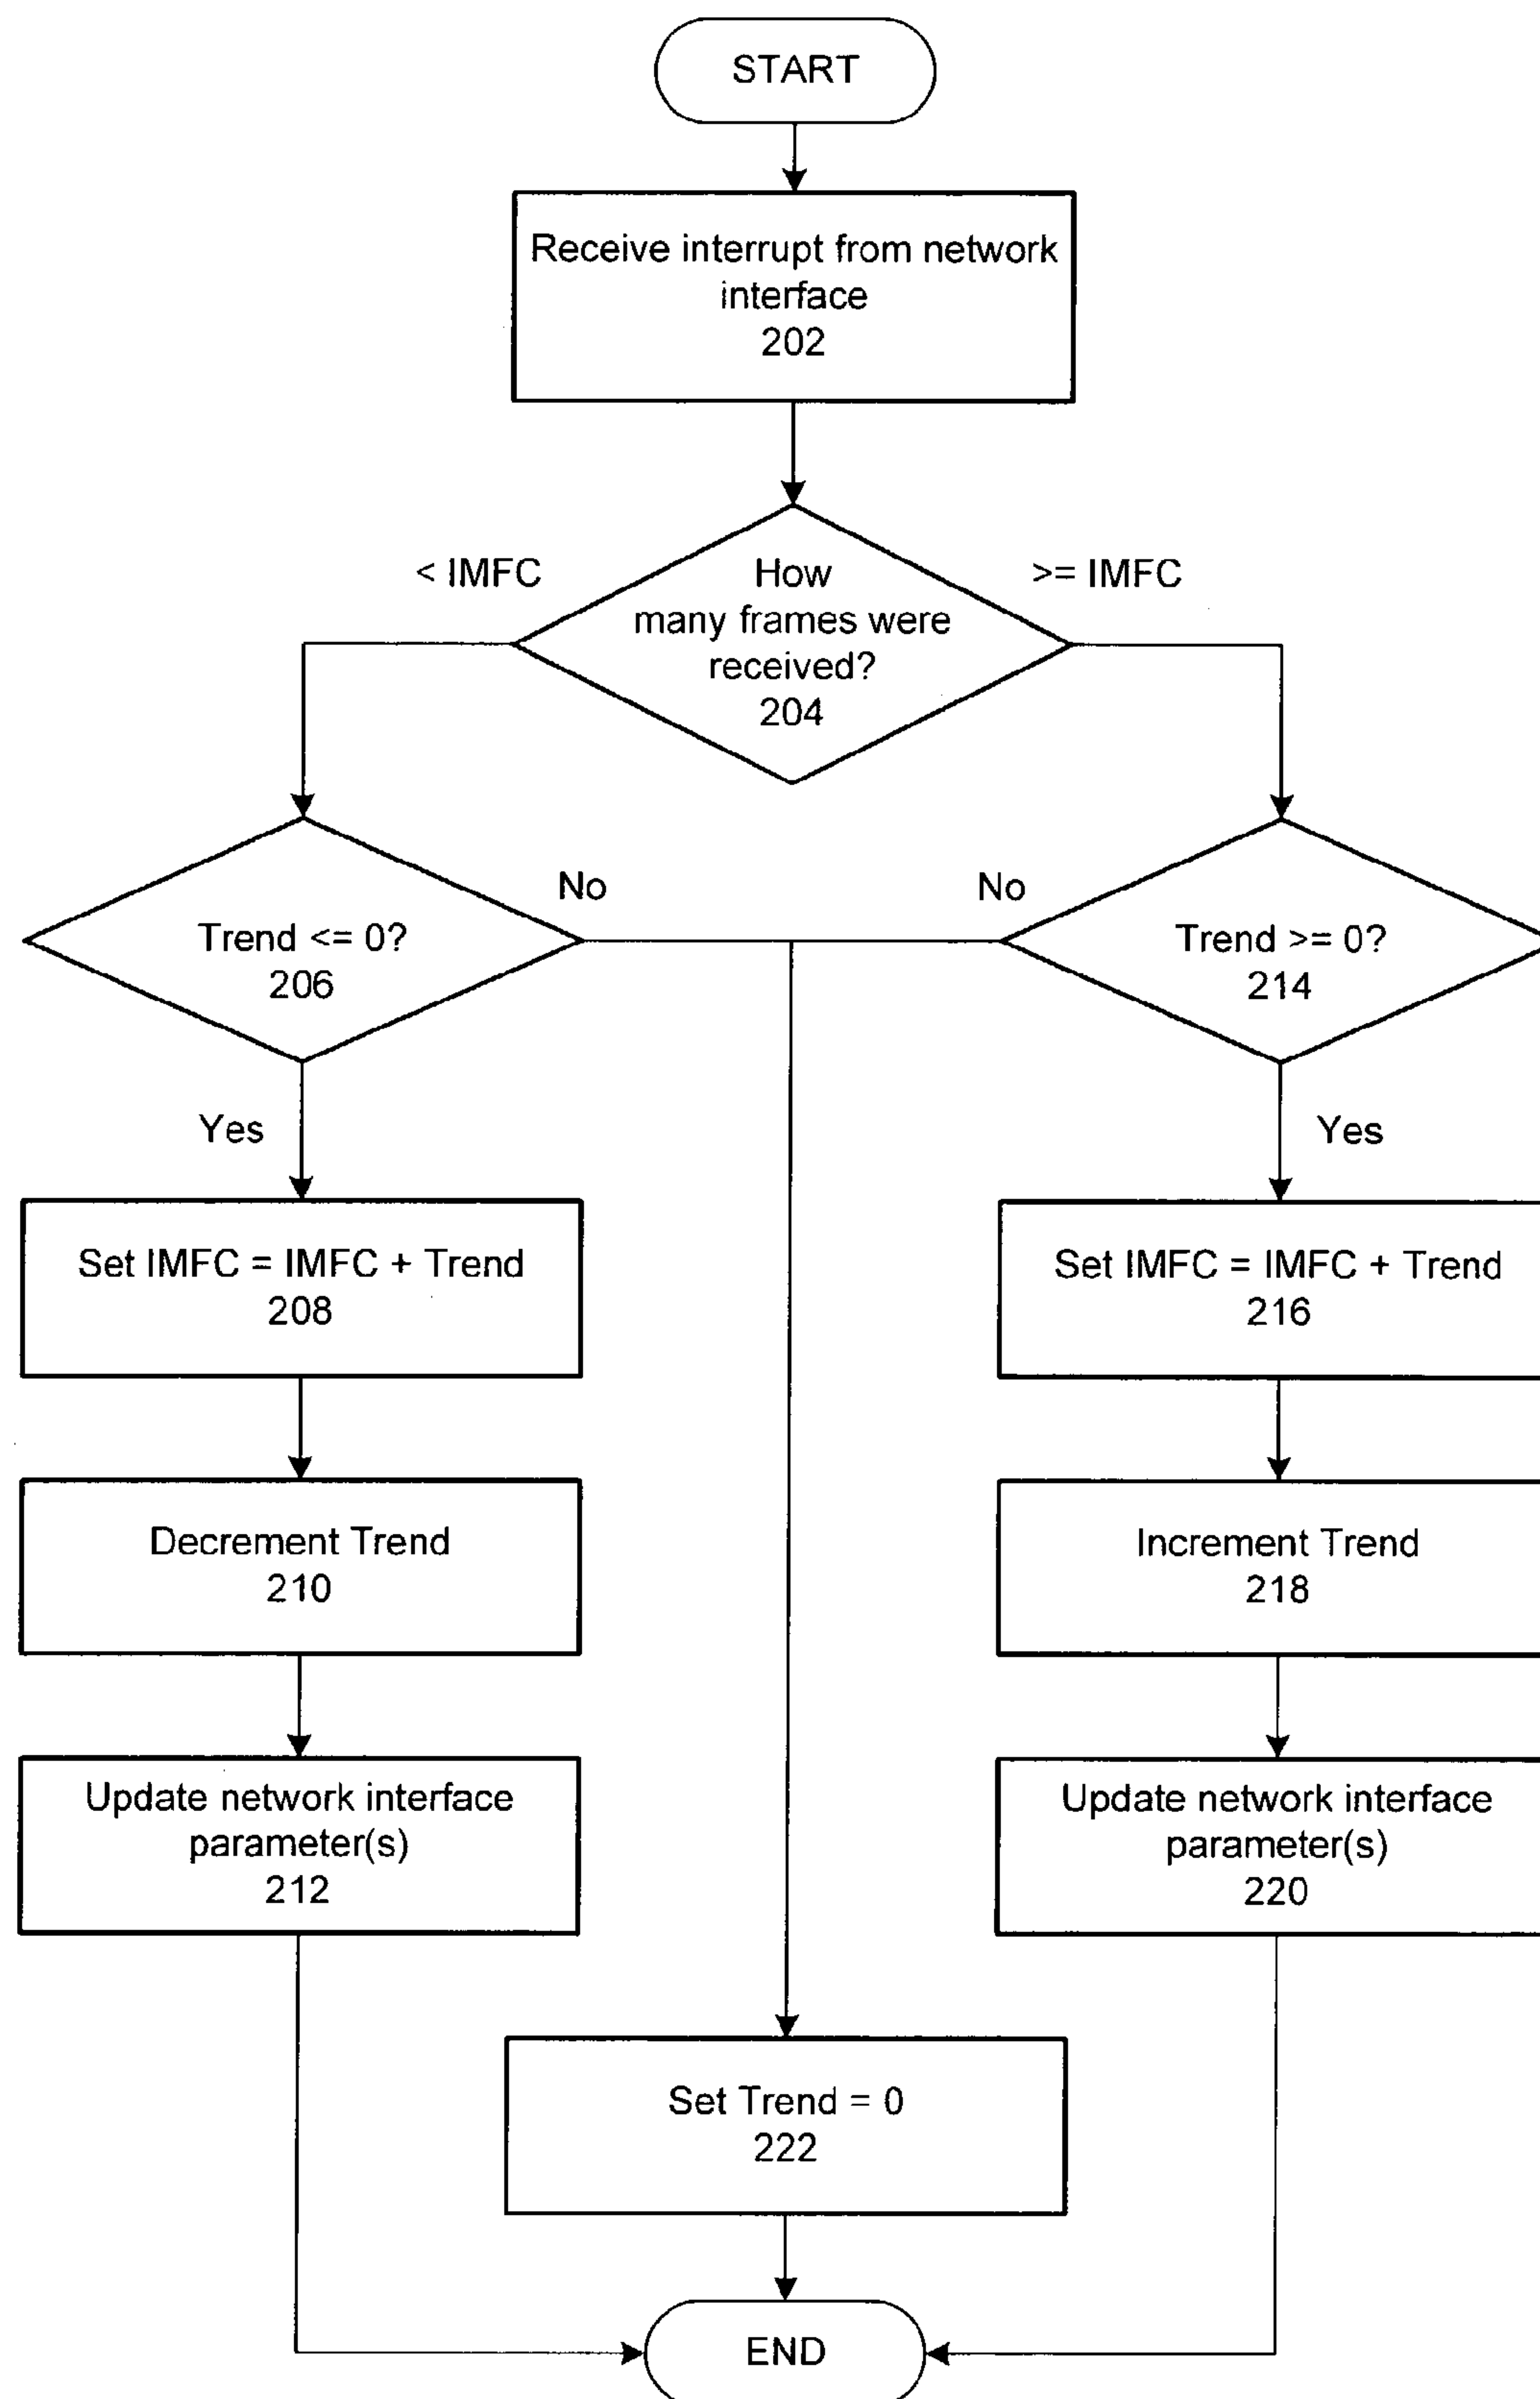 START
Receive interrupt from network
interface
202
< IMFC
How
many frames were
received?
204
>= IMFC
Trend <= 0?
206
No
No
Trend >= 0?
214
Yes
Yes
Set IMFC = IMFC + Trend
208
Set IMFC = IMFC + Trend
216
Decrement Trend
210
Increment Trend
218
Update network interface
parameter(s)
212
Update network interface
parameter(s)
220
Set Trend = 0
222
END